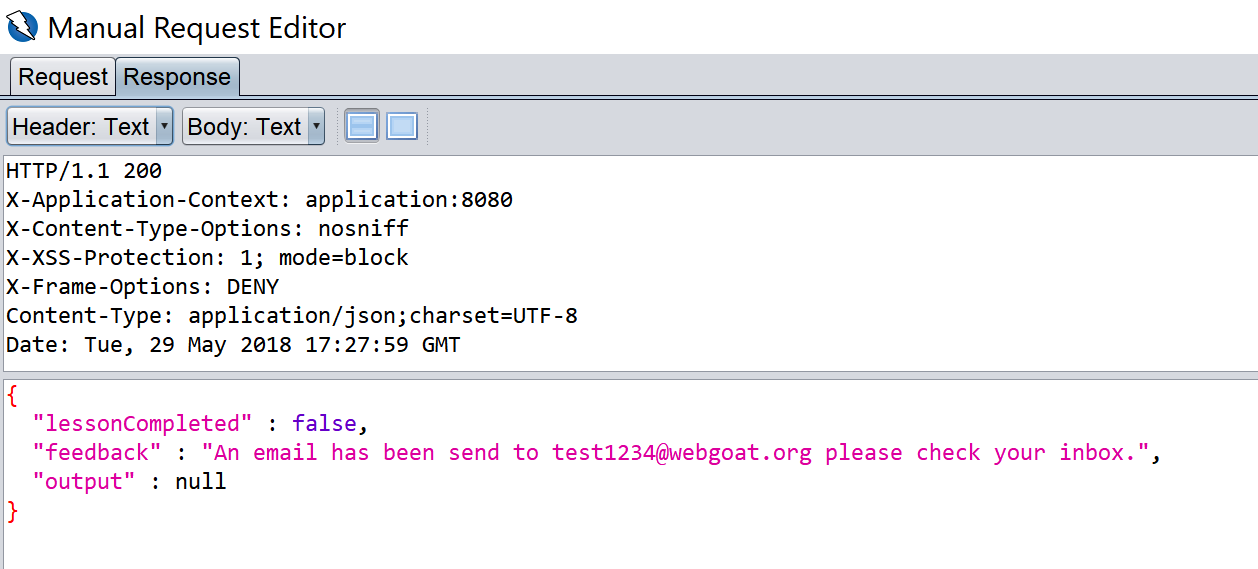 Manual Request Editor
Request Response
Header: Text Body: Text
HTTP/1.1 200
X-Application-Context: application:8080
X-Content-Type-Options: nosniff
X-XSS-Protection: 1; mode=block
X-Frame-Options: DENY
Content-Type: application/json;charset=UTF-8
Date: Tue, 29 May 2018 17:27:59 GMT
{
  "lessonCompleted" : false,
  "feedback" : "An email has been send to test1234@webgoat.org please check your inbox.",
  "output" : null
}